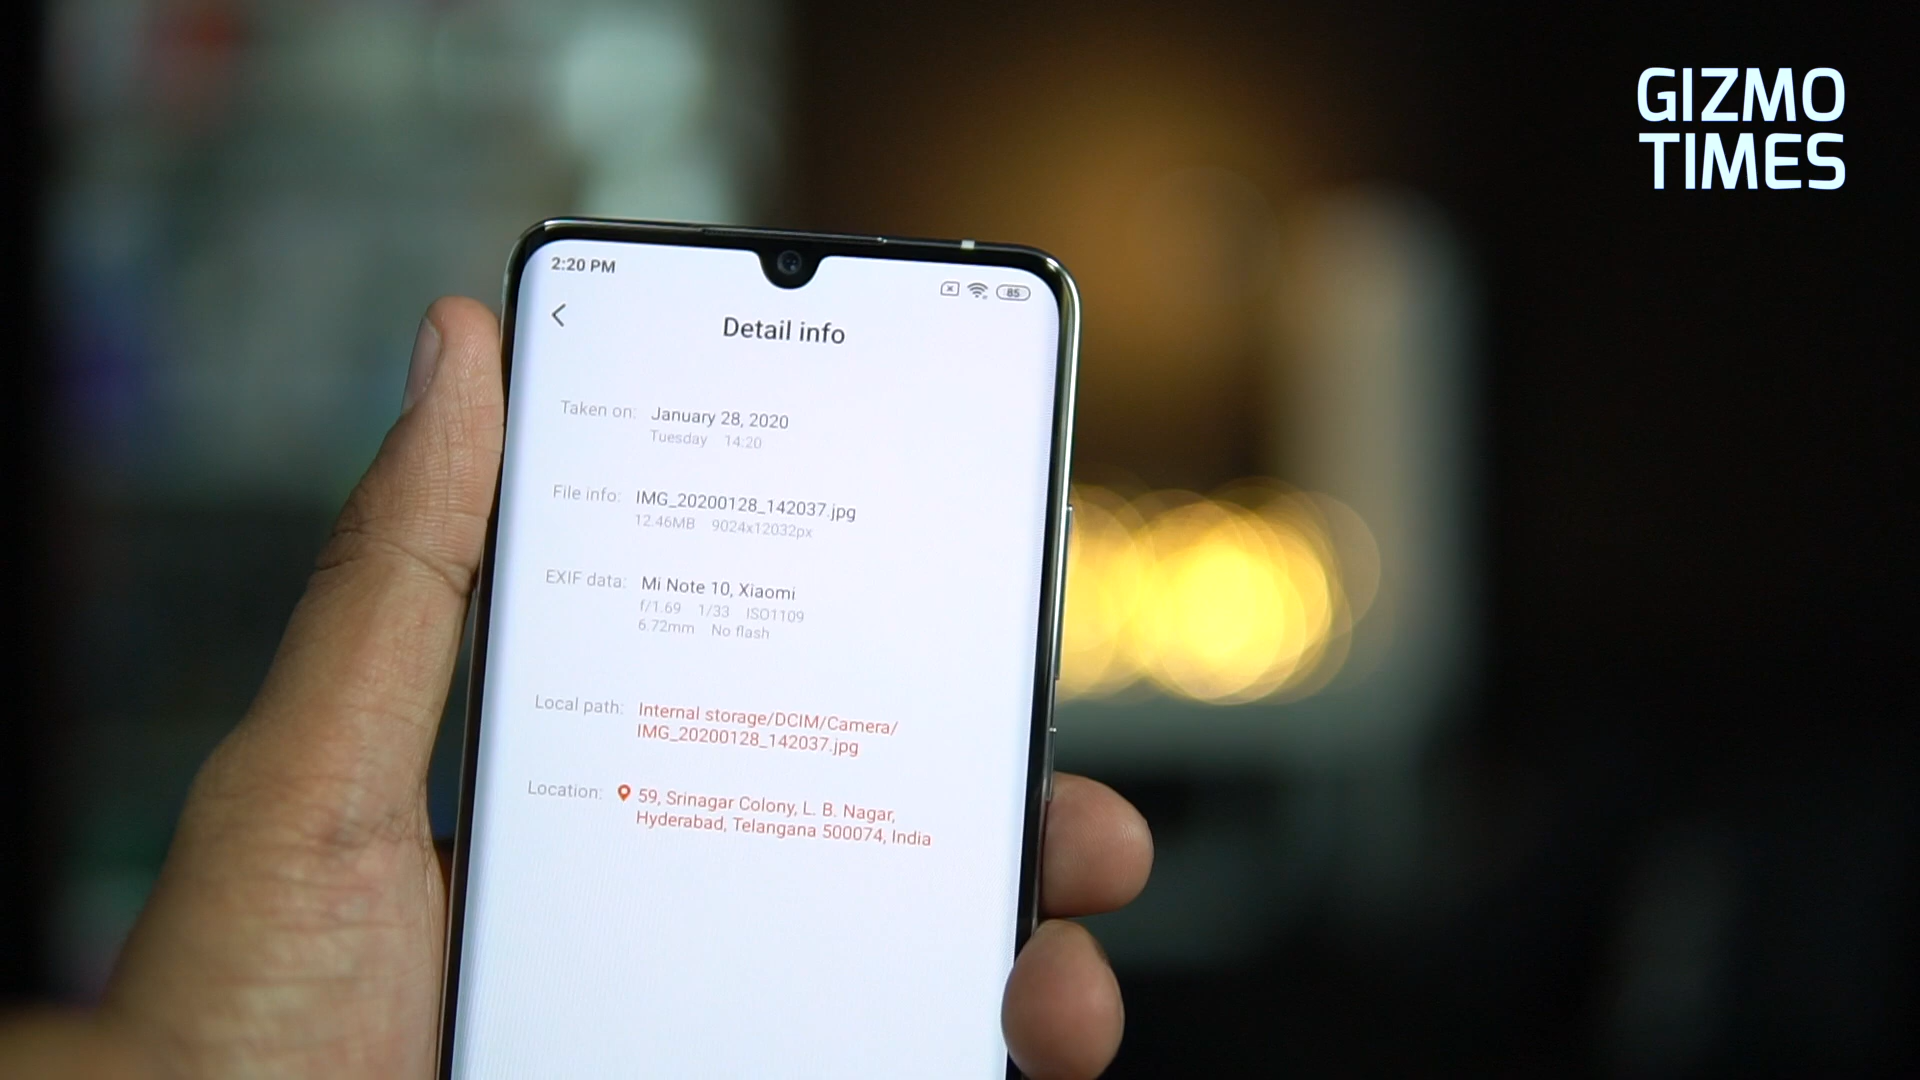 GIZMO
TIMES
2:20 PM
85
Detail info
Taken on: January 28, 2020
Tuesday 14:20
File info: IMG_20200128_142037.jpg
12.46MB 9024x12032px
EXIF data: Mi Note 10, Xiaomi
f/1.69 1/33 ISO1109
6.72mm No flash
Local path: Internal storage/DCIM/Camera/
IMG_20200128_142037.jpg
Location: 59, Srinagar Colony, L. B. Nagar,
Hyderabad, Telangana 500074, India